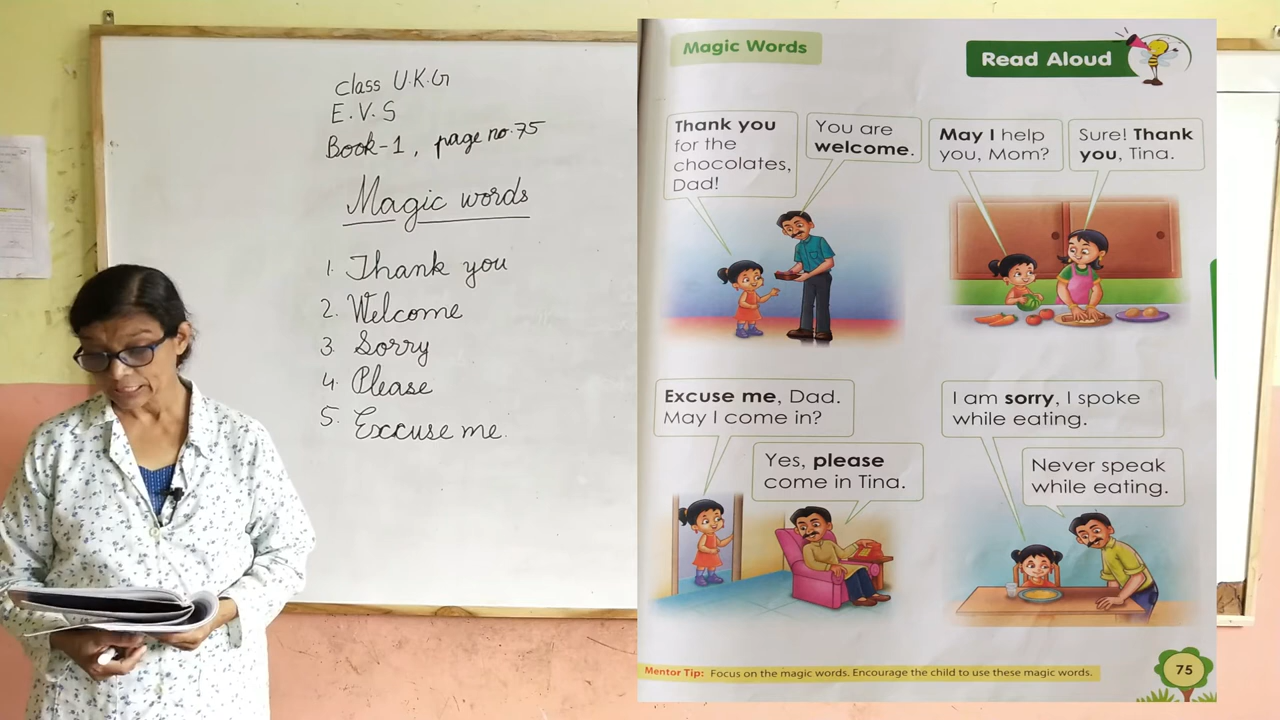 class U.K.G
E.V.S
Book-1, page no.75
Magic words
1. Thank you
2. Welcome
3. Sorry
4. Please
5. Excuse me.
Magic Words
Read Aloud
Thank you
for the
chocolates,
Dad!
You are
welcome.
May I help
you, Mom?
Sure! Thank
you, Tina.
Excuse me, Dad.
May I come in?
Yes, please
come in Tina.
I am sorry, I spoke
while eating.
Never speak
while eating.
Mentor Tip: Focus on the magic words. Encourage the child to use these magic words.
75